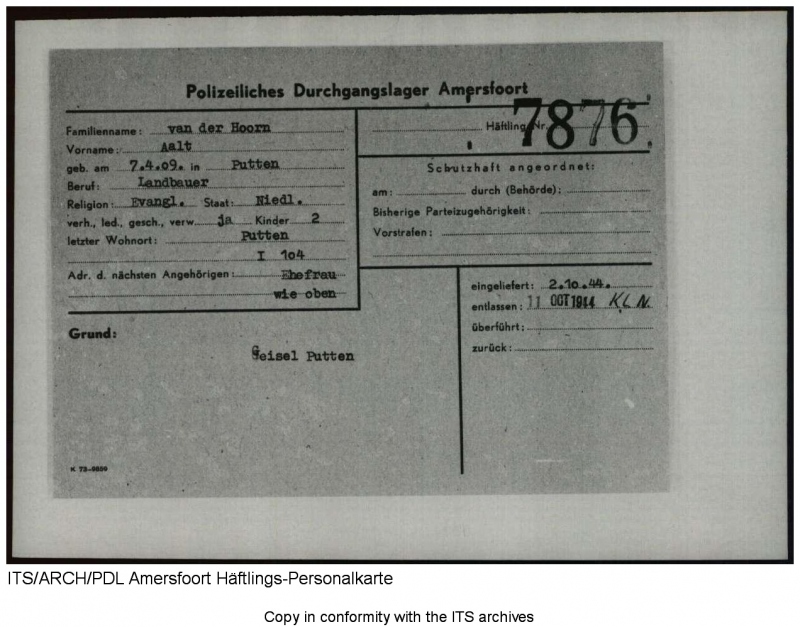 Polizeiliches Durchgangslager Amersfoort
Familienname: van der Hoorn
Vorname: Aalt
geb. am 7.4.09. in Putten
Beruf: Landbauer
Religion: Evangl. Staat: Niedl.
verh., led., gesch., verw. ja Kinder 2
letzter Wohnort: Putten
I 104
Adr. d. nächsten Angehörigen: Ehefrau
wie oben
Häftling Nr. 7876
Schutzhaft angeordnet:
am: durch (Behörde):
Bisherige Parteizugehörigkeit:
Vorstrafen:
Grund:
Geisel Putten
eingeliefert: 2.10.44.
entlassen: 11 OCT 1944 K.L.N.
überführt:
zurück:
K 73-9859
ITS/ARCH/PDL Amersfoort Häftlings-Personalkarte
Copy in conformity with the ITS archives